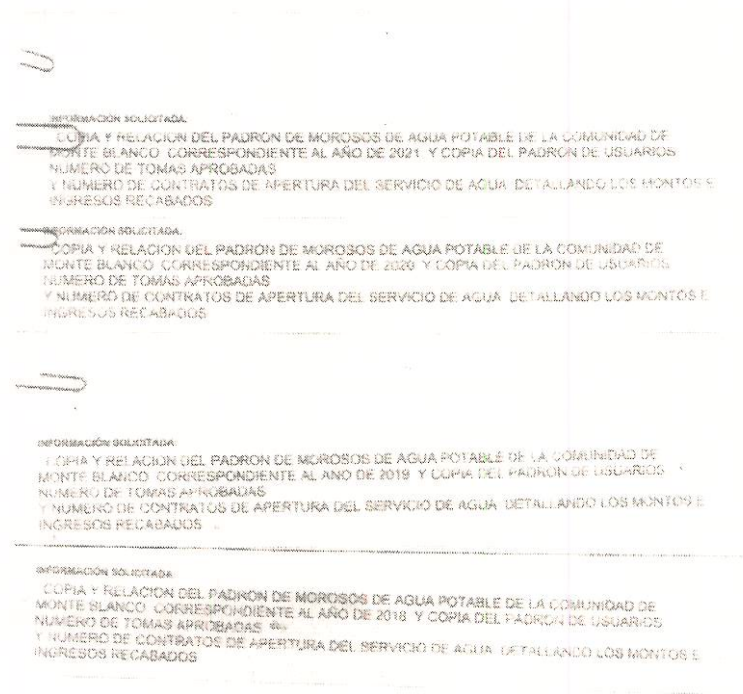 INFORMACIÓN SOLICITADA.
COPIA Y RELACION DEL PADRON DE MOROSOS DE AGUA POTABLE DE LA COMUNIDAD DE
MONTE BLANCO CORRESPONDIENTE AL AÑO DE 2021 Y COPIA DEL PADRON DE USUARIOS
NUMERO DE TOMAS APROBADAS
Y NUMERO DE CONTRATOS DE APERTURA DEL SERVICIO DE AGUA DETALLANDO LOS MONTOS E
INGRESOS RECABADOS
INFORMACIÓN SOLICITADA.
COPIA Y RELACION DEL PADRON DE MOROSOS DE AGUA POTABLE DE LA COMUNIDAD DE
MONTE BLANCO CORRESPONDIENTE AL AÑO DE 2020 Y COPIA DEL PADRON DE USUARIOS
NUMERO DE TOMAS APROBADAS
Y NUMERO DE CONTRATOS DE APERTURA DEL SERVICIO DE AGUA DETALLANDO LOS MONTOS E
INGRESOS RECABADOS
INFORMACIÓN SOLICITADA
COPIA Y RELACION DEL PADRON DE MOROSOS DE AGUA POTABLE DE LA COMUNIDAD DE
MONTE BLANCO CORRESPONDIENTE AL ANO DE 2019 Y COPIA DEL PADRON DE USUARIOS
NUMERO DE TOMAS APROBADAS
Y NUMERO DE CONTRATOS DE APERTURA DEL SERVICIO DE AGUA DETALLANDO LOS MONTOS E
INGRESOS RECABADOS
INFORMACIÓN SOLICITADA
COPIA Y RELACION DEL PADRON DE MOROSOS DE AGUA POTABLE DE LA COMUNIDAD DE
MONTE BLANCO CORRESPONDIENTE AL AÑO DE 2018 Y COPIA DEL PADRON DE USUARIOS
NUMERO DE TOMAS APROBADAS
Y NUMERO DE CONTRATOS DE APERTURA DEL SERVICIO DE AGUA DETALLANDO LOS MONTOS E
INGRESOS RECABADOS